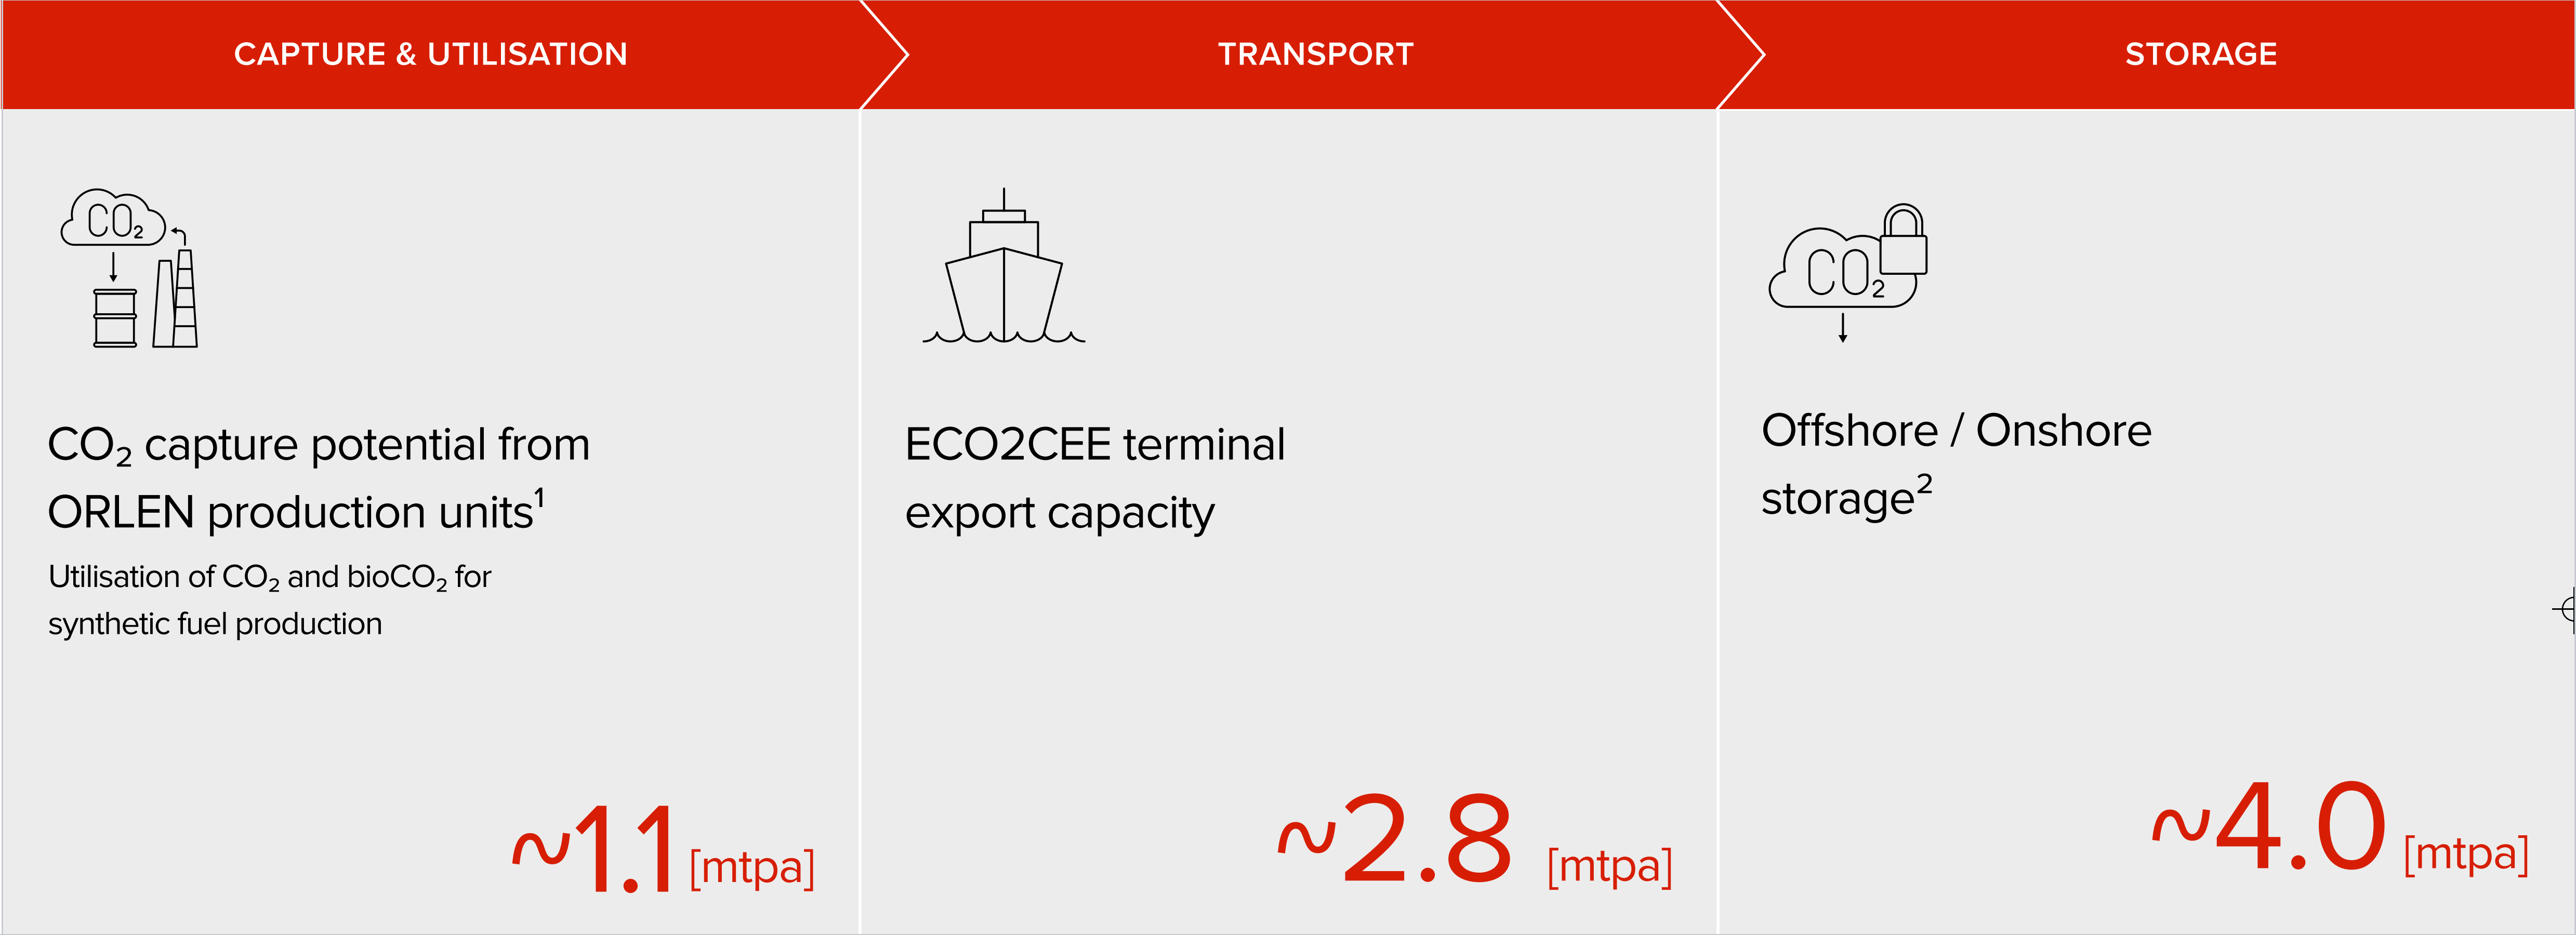 CAPTURE & UTILISATION
TRANSPORT
STORAGE
CO₂
CO₂
CO₂ capture potential from
ORLEN production units¹
Utilisation of CO₂ and bioCO₂ for
synthetic fuel production
~1.1 [mtpa]
ECO2CEE terminal
export capacity
~2.8 [mtpa]
Offshore / Onshore
storage²
~4.0 [mtpa]